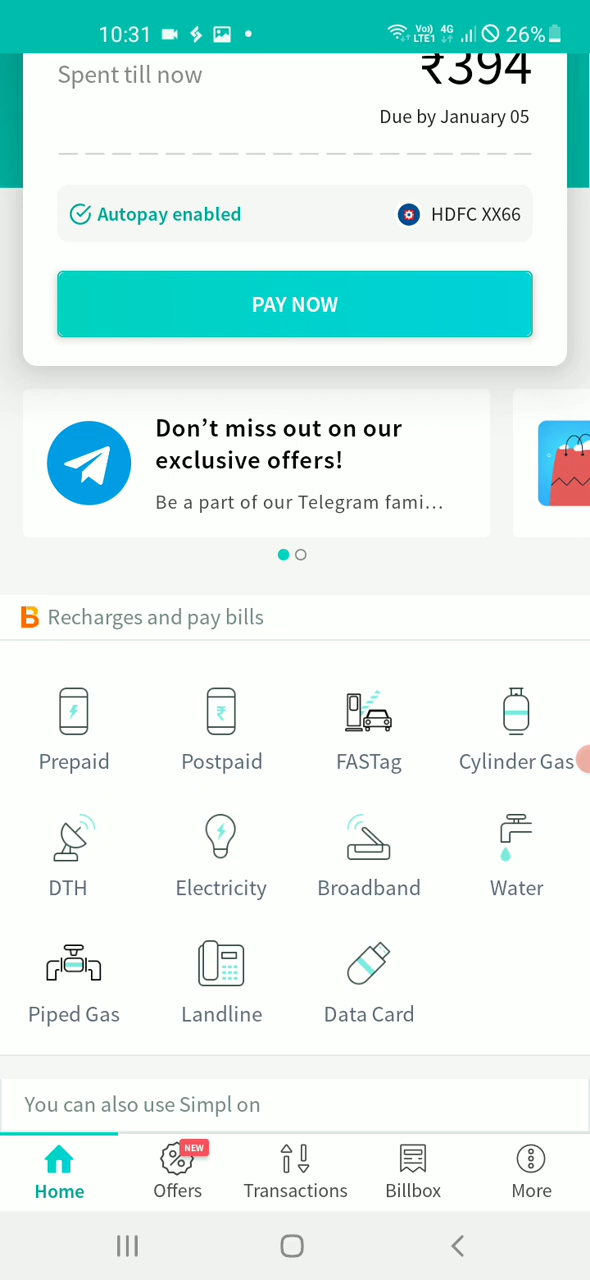 10:31
Vo)) 4G
LTE1
26%
Spent till now
₹394
Due by January 05
Autopay enabled
HDFC XX66
PAY NOW
Don’t miss out on our
exclusive offers!
Be a part of our Telegram fami…
B Recharges and pay bills
Prepaid
Postpaid
FASTag
Cylinder Gas
DTH
Electricity
Broadband
Water
Piped Gas
Landline
Data Card
You can also use Simpl on
NEW
Home
Offers
Transactions
Billbox
More